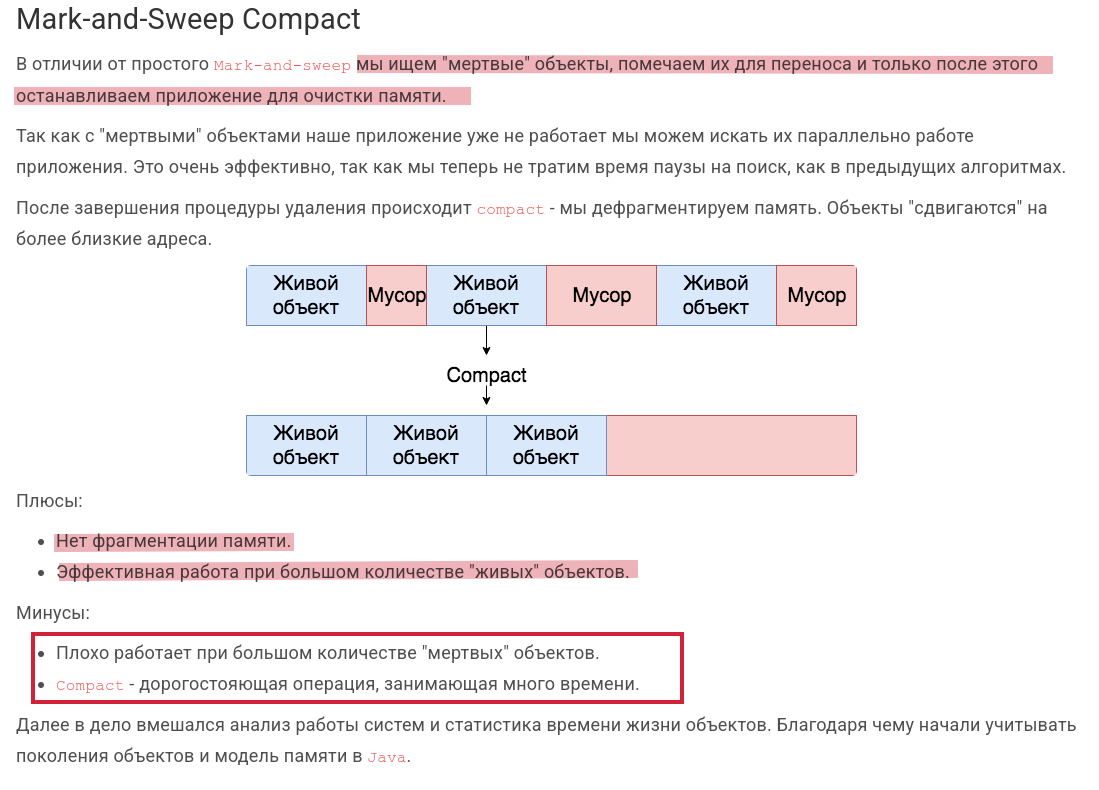 Mark-and-Sweep Compact
В отличии от простого Mark-and-sweep мы ищем "мертвые" объекты, помечаем их для переноса и только после этого
останавливаем приложение для очистки памяти.
Так как с "мертвыми" объектами наше приложение уже не работает мы можем искать их параллельно работе
приложения. Это очень эффективно, так как мы теперь не тратим время паузы на поиск, как в предыдущих алгоритмах.
После завершения процедуры удаления происходит compact - мы дефрагментируем память. Объекты "сдвигаются" на
более близкие адреса.
Живой объект Мусор Живой объект Мусор Живой объект Мусор
Compact
Живой объект Живой объект Живой объект
Плюсы:
Нет фрагментации памяти.
Эффективная работа при большом количестве "живых" объектов.
Минусы:
Плохо работает при большом количестве "мертвых" объектов.
Compact - дорогостояющая операция, занимающая много времени.
Далее в дело вмешался анализ работы систем и статистика времени жизни объектов. Благодаря чему начали учитывать
поколения объектов и модель памяти в Java.